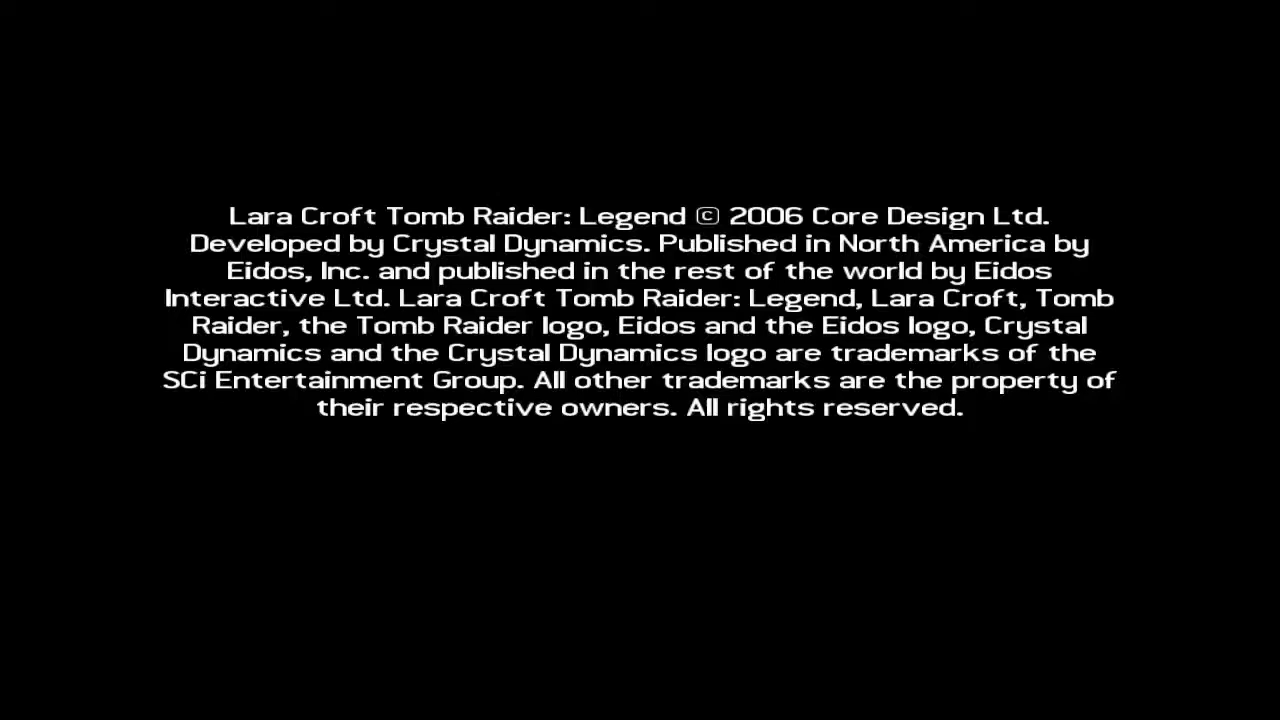 Lara Croft Tomb Raider: Legend © 2006 Core Design Ltd.
Developed by Crystal Dynamics. Published in North America by
Eidos, Inc. and published in the rest of the world by Eidos
Interactive Ltd. Lara Croft Tomb Raider: Legend, Lara Croft, Tomb
Raider, the Tomb Raider logo, Eidos and the Eidos logo, Crystal
Dynamics and the Crystal Dynamics logo are trademarks of the
SCi Entertainment Group. All other trademarks are the property of
their respective owners. All rights reserved.